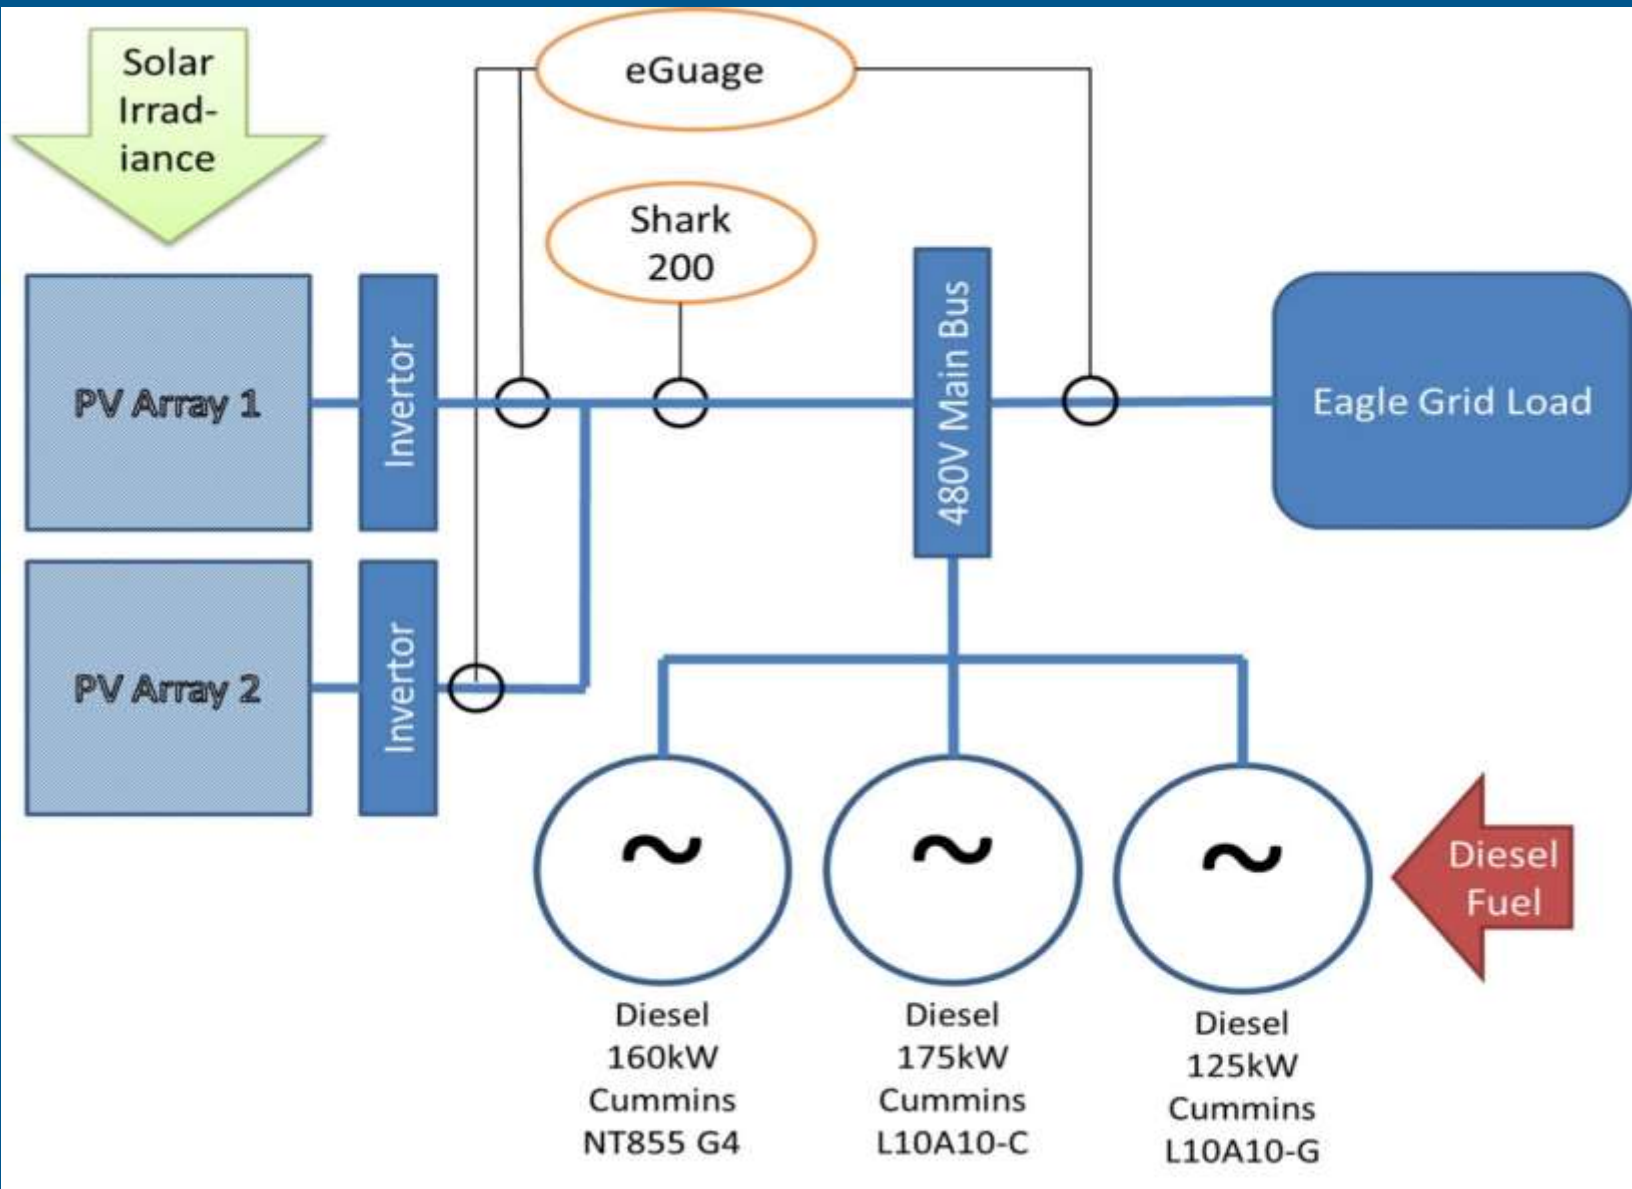 Solar
Irrad-
iance
eGuage
Shark
200
PV Array 1
Invertor
480V Main Bus
Eagle Grid Load
PV Array 2
Invertor
~
~
~
Diesel
Fuel
Diesel
160kW
Cummins
NT855 G4
Diesel
175kW
Cummins
L10A10-C
Diesel
125kW
Cummins
L10A10-G